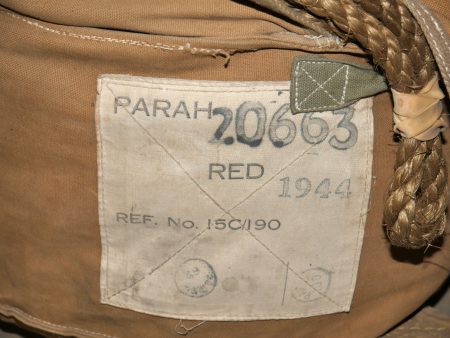 PARAH 20663
RED
1944
REF. No. 15C/190